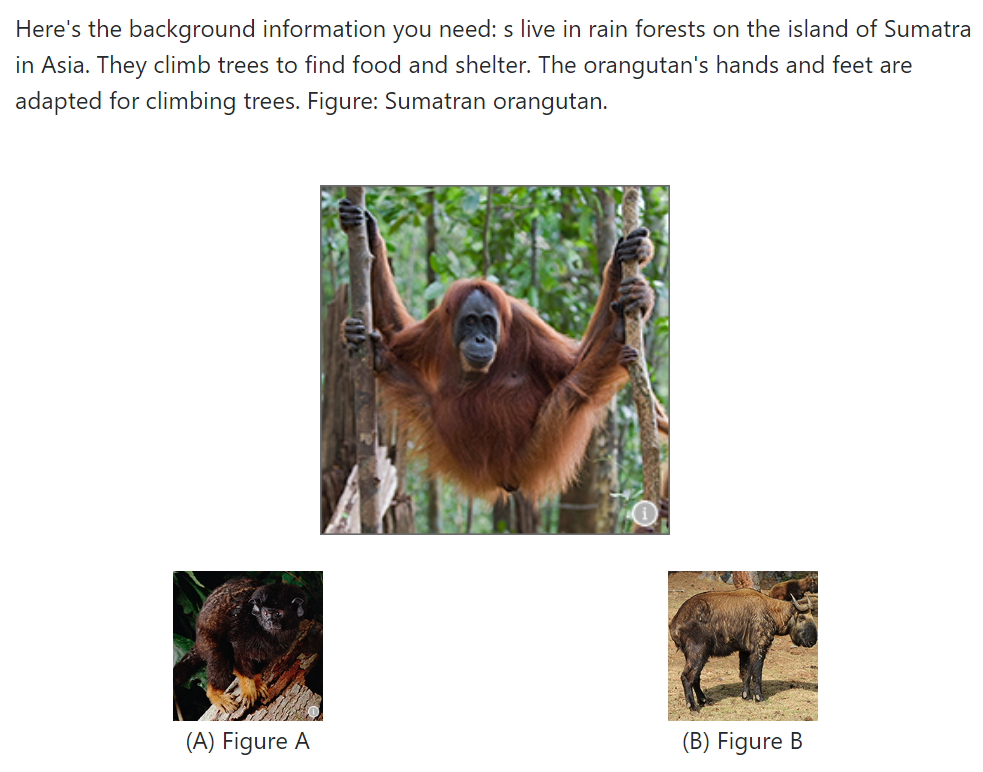 Here's the background information you need: s live in rain forests on the island of Sumatra
in Asia. They climb trees to find food and shelter. The orangutan's hands and feet are
adapted for climbing trees. Figure: Sumatran orangutan.
i
(A) Figure A
(B) Figure B